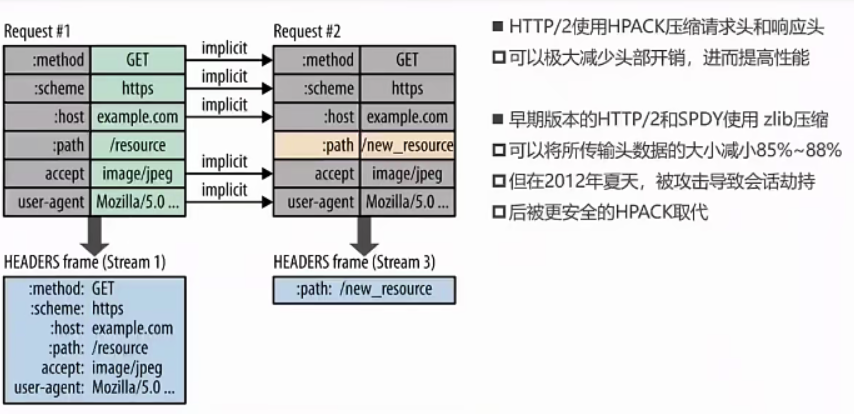 Request #1
:method GET
:scheme https
:host example.com
:path /resource
accept image/jpeg
user-agent Mozilla/5.0 ...
implicit
implicit
implicit
implicit
implicit
Request #2
:method GET
:scheme https
:host example.com
:path /new_resource
accept image/jpeg
user-agent Mozilla/5.0 ...
HEADERS frame (Stream 1)
:method: GET
:scheme: https
:host: example.com
:path: /resource
accept: image/jpeg
user-agent: Mozilla/5.0 ...
HEADERS frame (Stream 3)
:path: /new_resource
HTTP/2使用HPACK压缩请求头和响应头
可以极大减少头部开销，进而提高性能
早期版本的HTTP/2和SPDY使用 zlib压缩
可以将所传输头数据的大小减小85%~88%
但在2012年夏天，被攻击导致会话劫持
后被更安全的HPACK取代